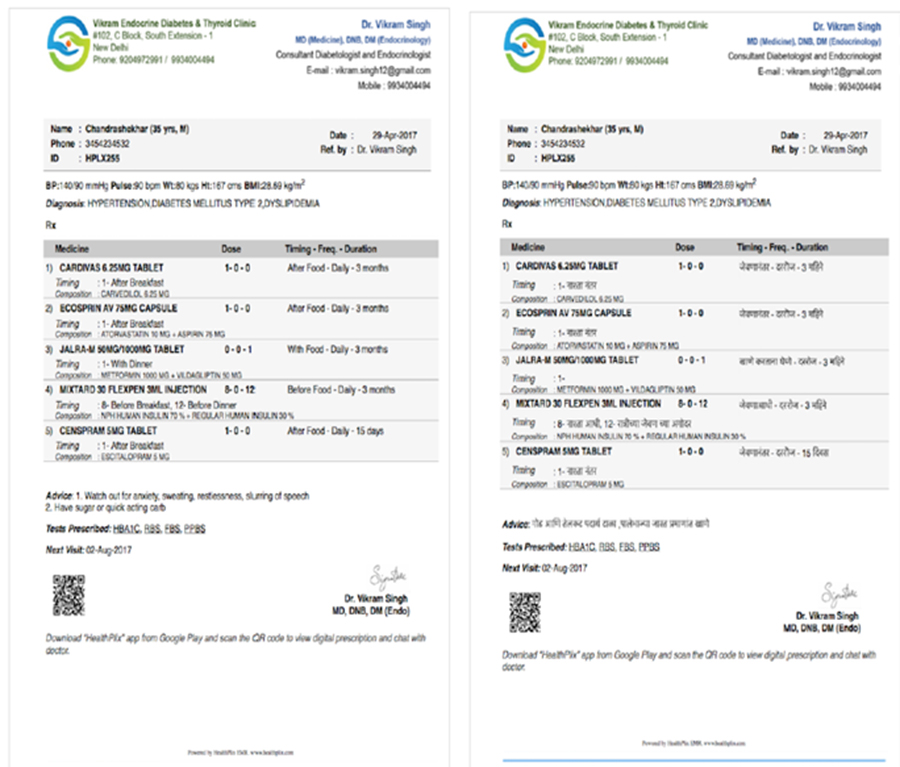 Vikram Endocrine Diabetes & Thyroid Clinic
#102, C Block, South Extension - 1
New Delhi
Phone: 9204972991 / 9934004494
Dr. Vikram Singh
MD (Medicine), DNB, DM (Endocrinology)
Consultant Diabetologist and Endocrinologist
E-mail : vikram.singh12@gmail.com
Mobile : 9934004494
Name : Chandrashekhar (35 yrs, M)
Phone : 3454234532
ID : HPLX255
Date : 29-Apr-2017
Ref. by : Dr. Vikram Singh
BP:140/90 mmHg Pulse:90 bpm Wt:80 kgs Ht:167 cms BMI:28.69 kg/m2
Diagnosis: HYPERTENSION,DIABETES MELLITUS TYPE 2,DYSLIPIDEMIA
Rx
Medicine Dose Timing - Freq. - Duration
1) CARDIVAS 6.25MG TABLET 1- 0 - 0 After Food - Daily - 3 months
Timing : 1- After Breakfast
Composition : CARVEDILOL 6.25 MG
2) ECOSPRIN AV 75MG CAPSULE 1- 0 - 0 After Food - Daily - 3 months
Timing : 1- After Breakfast
Composition : ATORVASTATIN 10 MG + ASPIRIN 75 MG
3) JALRA-M 50MG/1000MG TABLET 0 - 0 - 1 With Food - Daily - 3 months
Timing : 1- With Dinner
Composition : METFORMIN 1000 MG + VILDAGLIPTIN 50 MG
4) MIXTARD 30 FLEXPEN 3ML INJECTION 8- 0 - 12 Before Food - Daily - 3 months
Timing : 8- Before Breakfast, 12- Before Dinner
Composition : NPH HUMAN INSULIN 70 % + REGULAR HUMAN INSULIN 30 %
5) CENSPRAM 5MG TABLET 1- 0 - 0 After Food - Daily - 15 days
Timing : 1- After Breakfast
Composition : ESCITALOPRAM 5 MG
Advice: 1. Watch out for anxiety, sweating, restlessness, slurring of speech
2. Have sugar or quick acting carb
Tests Prescribed: HBA1C, RBS, FBS, PPBS
Next Visit: 02-Aug-2017
Signature
Dr. Vikram Singh
MD, DNB, DM (Endo)
Download "HealthPlix" app from Google Play and scan the QR code to view digital prescription and chat with
doctor.
Powered by HealthPlix EMR. www.healthplix.com
Vikram Endocrine Diabetes & Thyroid Clinic
#102, C Block, South Extension - 1
New Delhi
Phone: 9204972991 / 9934004494
Dr. Vikram Singh
MD (Medicine), DNB, DM (Endocrinology)
Consultant Diabetologist and Endocrinologist
E-mail : vikram.singh12@gmail.com
Mobile : 9934004494
Name : Chandrashekhar (35 yrs, M)
Phone : 3454234532
ID : HPLX255
Date : 29-Apr-2017
Ref. by : Dr. Vikram Singh
BP:140/90 mmHg Pulse:90 bpm Wt:80 kgs Ht:167 cms BMI:28.69 kg/m2
Diagnosis: HYPERTENSION,DIABETES MELLITUS TYPE 2,DYSLIPIDEMIA
Rx
Medicine Dose Timing - Freq. - Duration
1) CARDIVAS 6.25MG TABLET 1- 0 - 0 जेवणानंतर - दररोज - 3 महिने
Timing : 1- नाश्ता नंतर
Composition : CARVEDILOL 6.25 MG
2) ECOSPRIN AV 75MG CAPSULE 1- 0 - 0 जेवणानंतर - दररोज - 3 महिने
Timing : 1- नाश्ता नंतर
Composition : ATORVASTATIN 10 MG + ASPIRIN 75 MG
3) JALRA-M 50MG/1000MG TABLET 0 - 0 - 1 दररोज - 3 महिने
Timing : 1-
Composition : METFORMIN 1000 MG + VILDAGLIPTIN 50 MG
4) MIXTARD 30 FLEXPEN 3ML INJECTION 8- 0 - 12 जेवणाआधी - दररोज - 3 महिने
Timing : 8- नाश्ता आधी, 12- रात्रीच्या जेवण च्या अगोदर
Composition : NPH HUMAN INSULIN 70 % + REGULAR HUMAN INSULIN 30 %
5) CENSPRAM 5MG TABLET 1- 0 - 0 जेवणानंतर - दररोज - 15 दिवस
Timing : 1- नाश्ता नंतर
Composition : ESCITALOPRAM 5 MG
Advice: गोड आणि तेलकट पदार्थ टाळा ,पालेभाज्या जास्त प्रमाणात खाणे
Tests Prescribed: HBA1C, RBS, FBS, PPBS
Next Visit: 02-Aug-2017
Signature
Dr. Vikram Singh
MD, DNB, DM (Endo)
Download "HealthPlix" app from Google Play and scan the QR code to view digital prescription and chat with
doctor.
Powered by HealthPlix EMR. www.healthplix.com